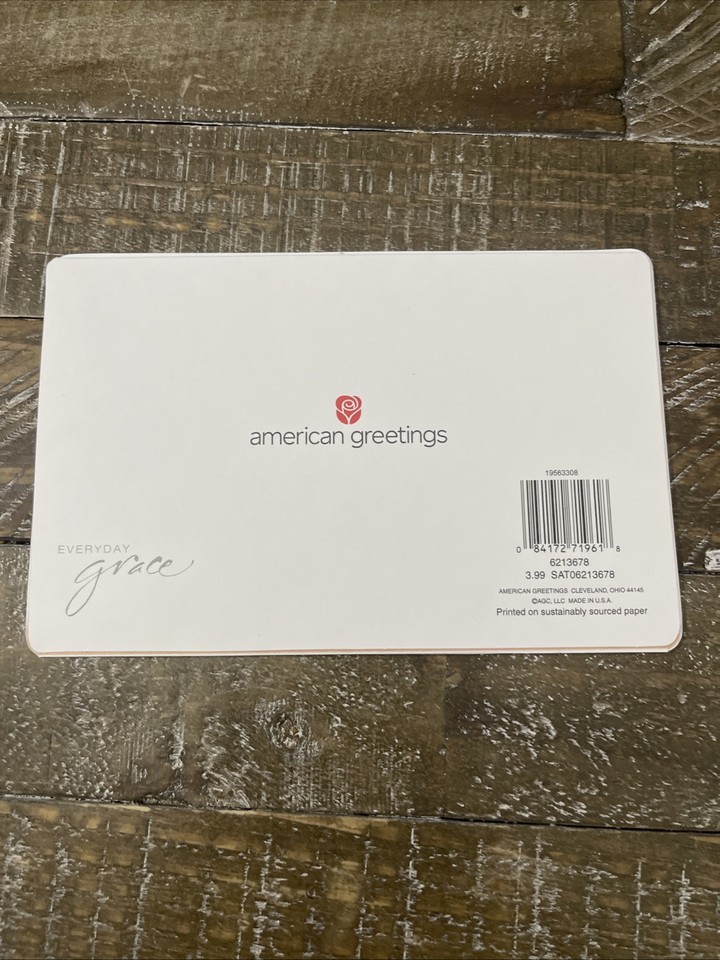 american greetings
19563308
0 84172 71961 8
6213678
3.99 SAT06213678
AMERICAN GREETINGS CLEVELAND, OHIO 44145
©AGC, LLC MADE IN U.S.A.
Printed on sustainably sourced paper
EVERYDAY
grace